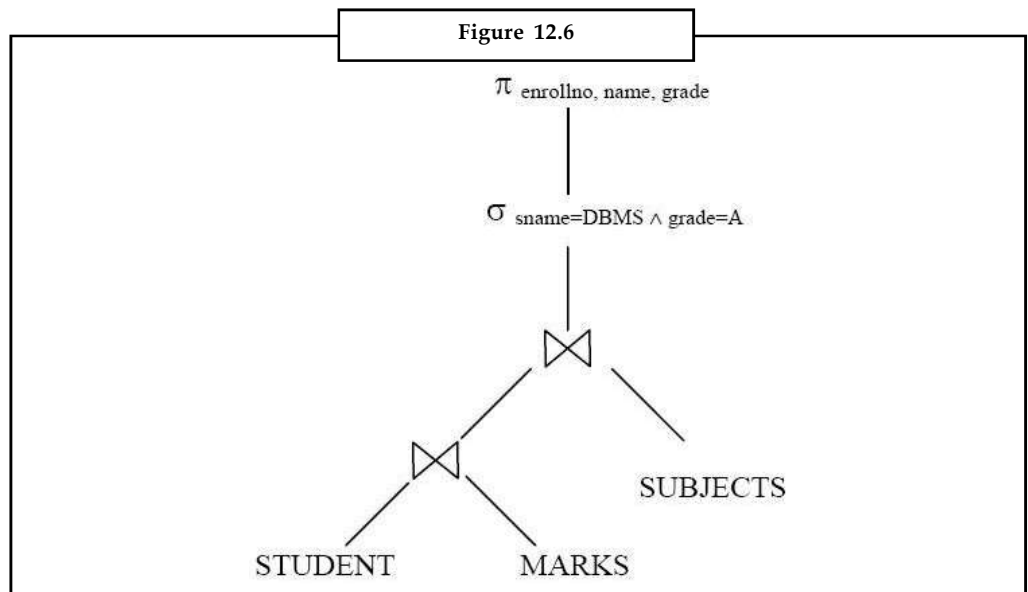 Figure 12.6
π enrollno, name, grade
σ sname=DBMS ∧ grade=A
SUBJECTS
STUDENT MARKS